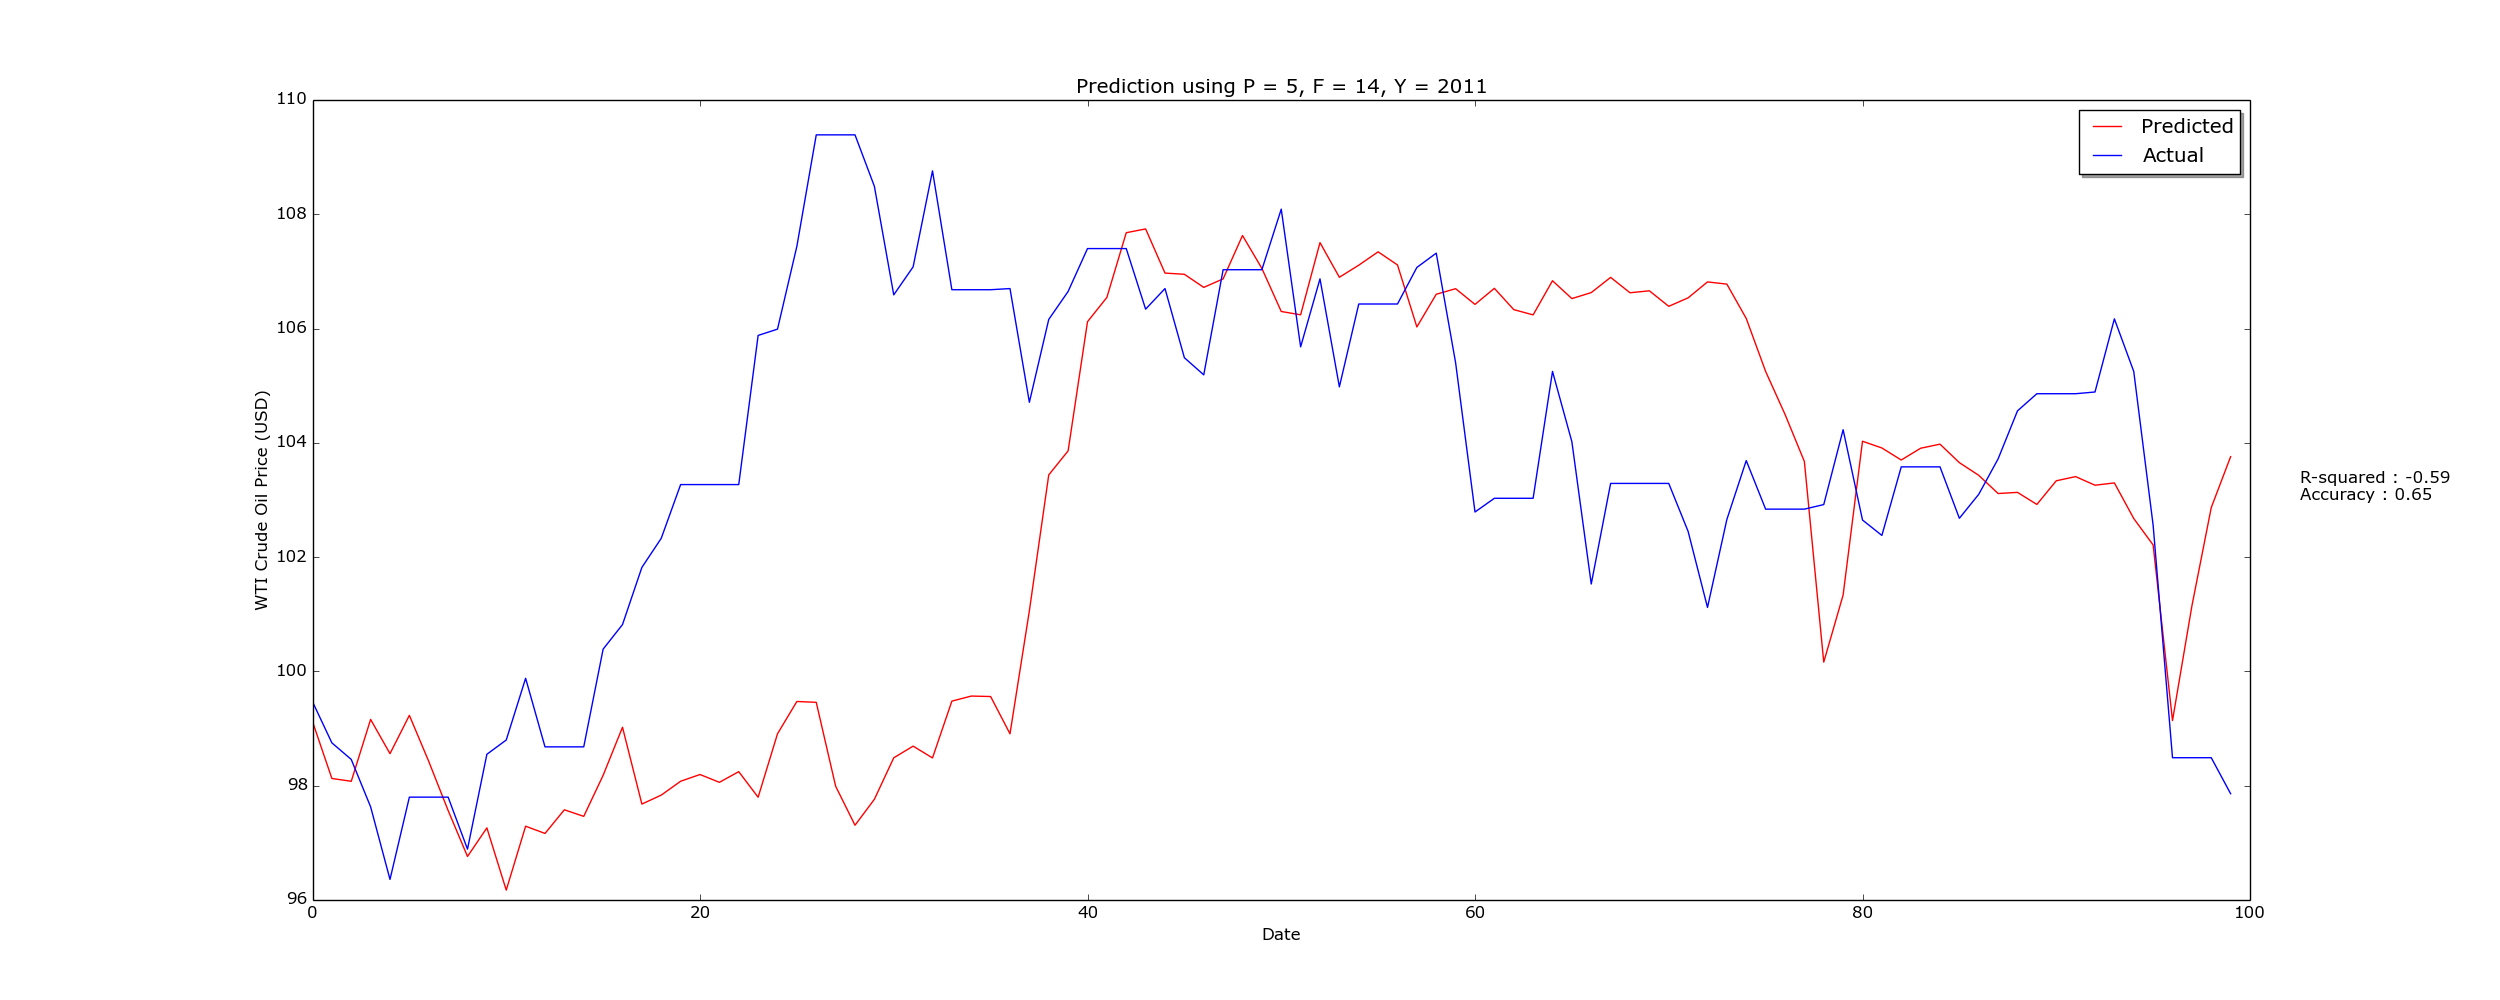 Prediction using P = 5, F = 14, Y = 2011
110
108
106
104
102
100
98
96
WTI Crude Oil Price (USD)
Predicted
Actual
R-squared : -0.59
Accuracy : 0.65
0 20 40 60 80 100
Date